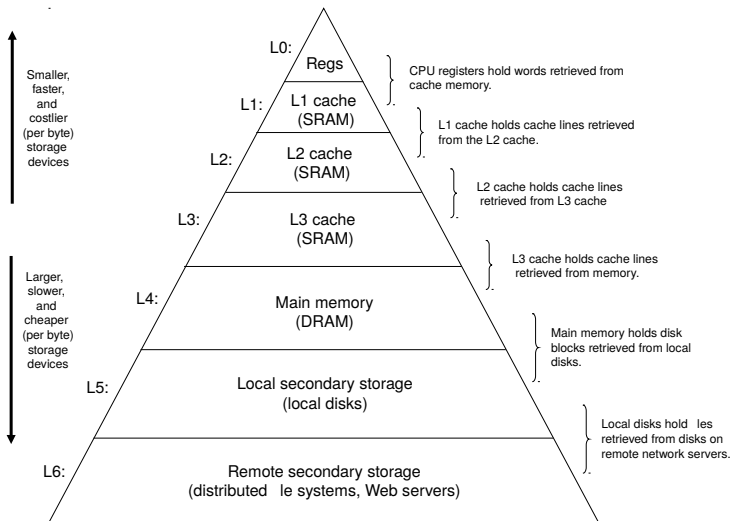 L0:
Regs
CPU registers hold words retrieved from
cache memory.
Smaller,
faster,
and
costlier
(per byte)
storage
devices
L1:
L1 cache
(SRAM)
L1 cache holds cache lines retrieved
from the L2 cache.
L2:
L2 cache
(SRAM)
L2 cache holds cache lines
retrieved from L3 cache
L3:
L3 cache
(SRAM)
L3 cache holds cache lines
retrieved from memory.
Larger,
slower,
and
cheaper
(per byte)
storage
devices
L4:
Main memory
(DRAM)
Main memory holds disk
blocks retrieved from local
disks.
L5:
Local secondary storage
(local disks)
Local disks hold les
retrieved from disks on
remote network servers.
L6:
Remote secondary storage
(distributed le systems, Web servers)